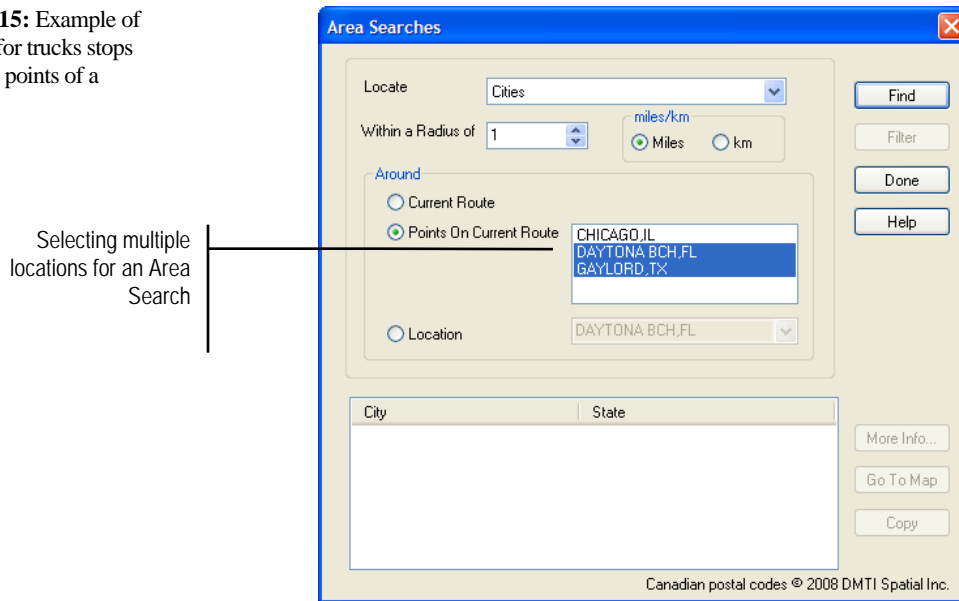 15: Example of
for trucks stops
points of a
Selecting multiple
locations for an Area
Search
Area Searches
Locate
Cities
Find
Within a Radius of
1
miles/km
Miles
km
Filter
Around
Done
Current Route
Help
Points On Current Route
CHICAGO,IL
DAYTONA BCH,FL
GAYLORD,TX
Location
DAYTONA BCH,FL
City
State
More Info...
Go To Map
Copy
Canadian postal codes © 2008 DMTI Spatial Inc.